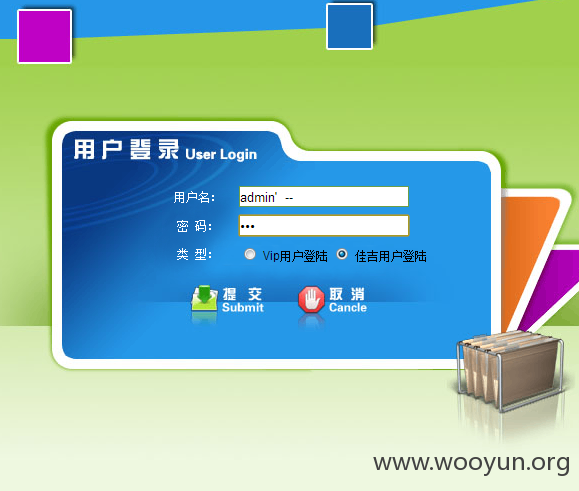 用户登录 User Login
用户名: admin' --
密 码: •••
类 型: Vip用户登陆 佳吉用户登陆
提 交 Submit
取 消 Cancle
www.wooyun.org